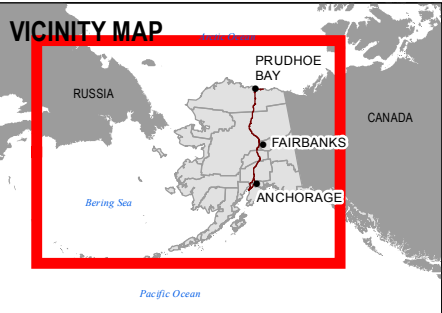 VICINITY MAP
Arctic Ocean
PRUDHOE
BAY
RUSSIA
CANADA
FAIRBANKS
ANCHORAGE
Bering Sea
Pacific Ocean